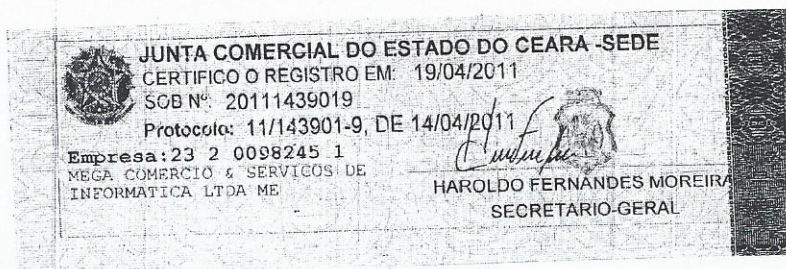 JUNTA COMERCIAL DO ESTADO DO CEARA -SEDE
CERTIFICO O REGISTRO EM: 19/04/2011
SOB Nº: 20111439019
Protocolo: 11/143901-9, DE 14/04/2011
Empresa:23 2 0098245 1
MEGA COMERCIO & SERVICOS DE
INFORMATICA LTDA ME
HAROLDO FERNANDES MOREIRA
SECRETARIO-GERAL